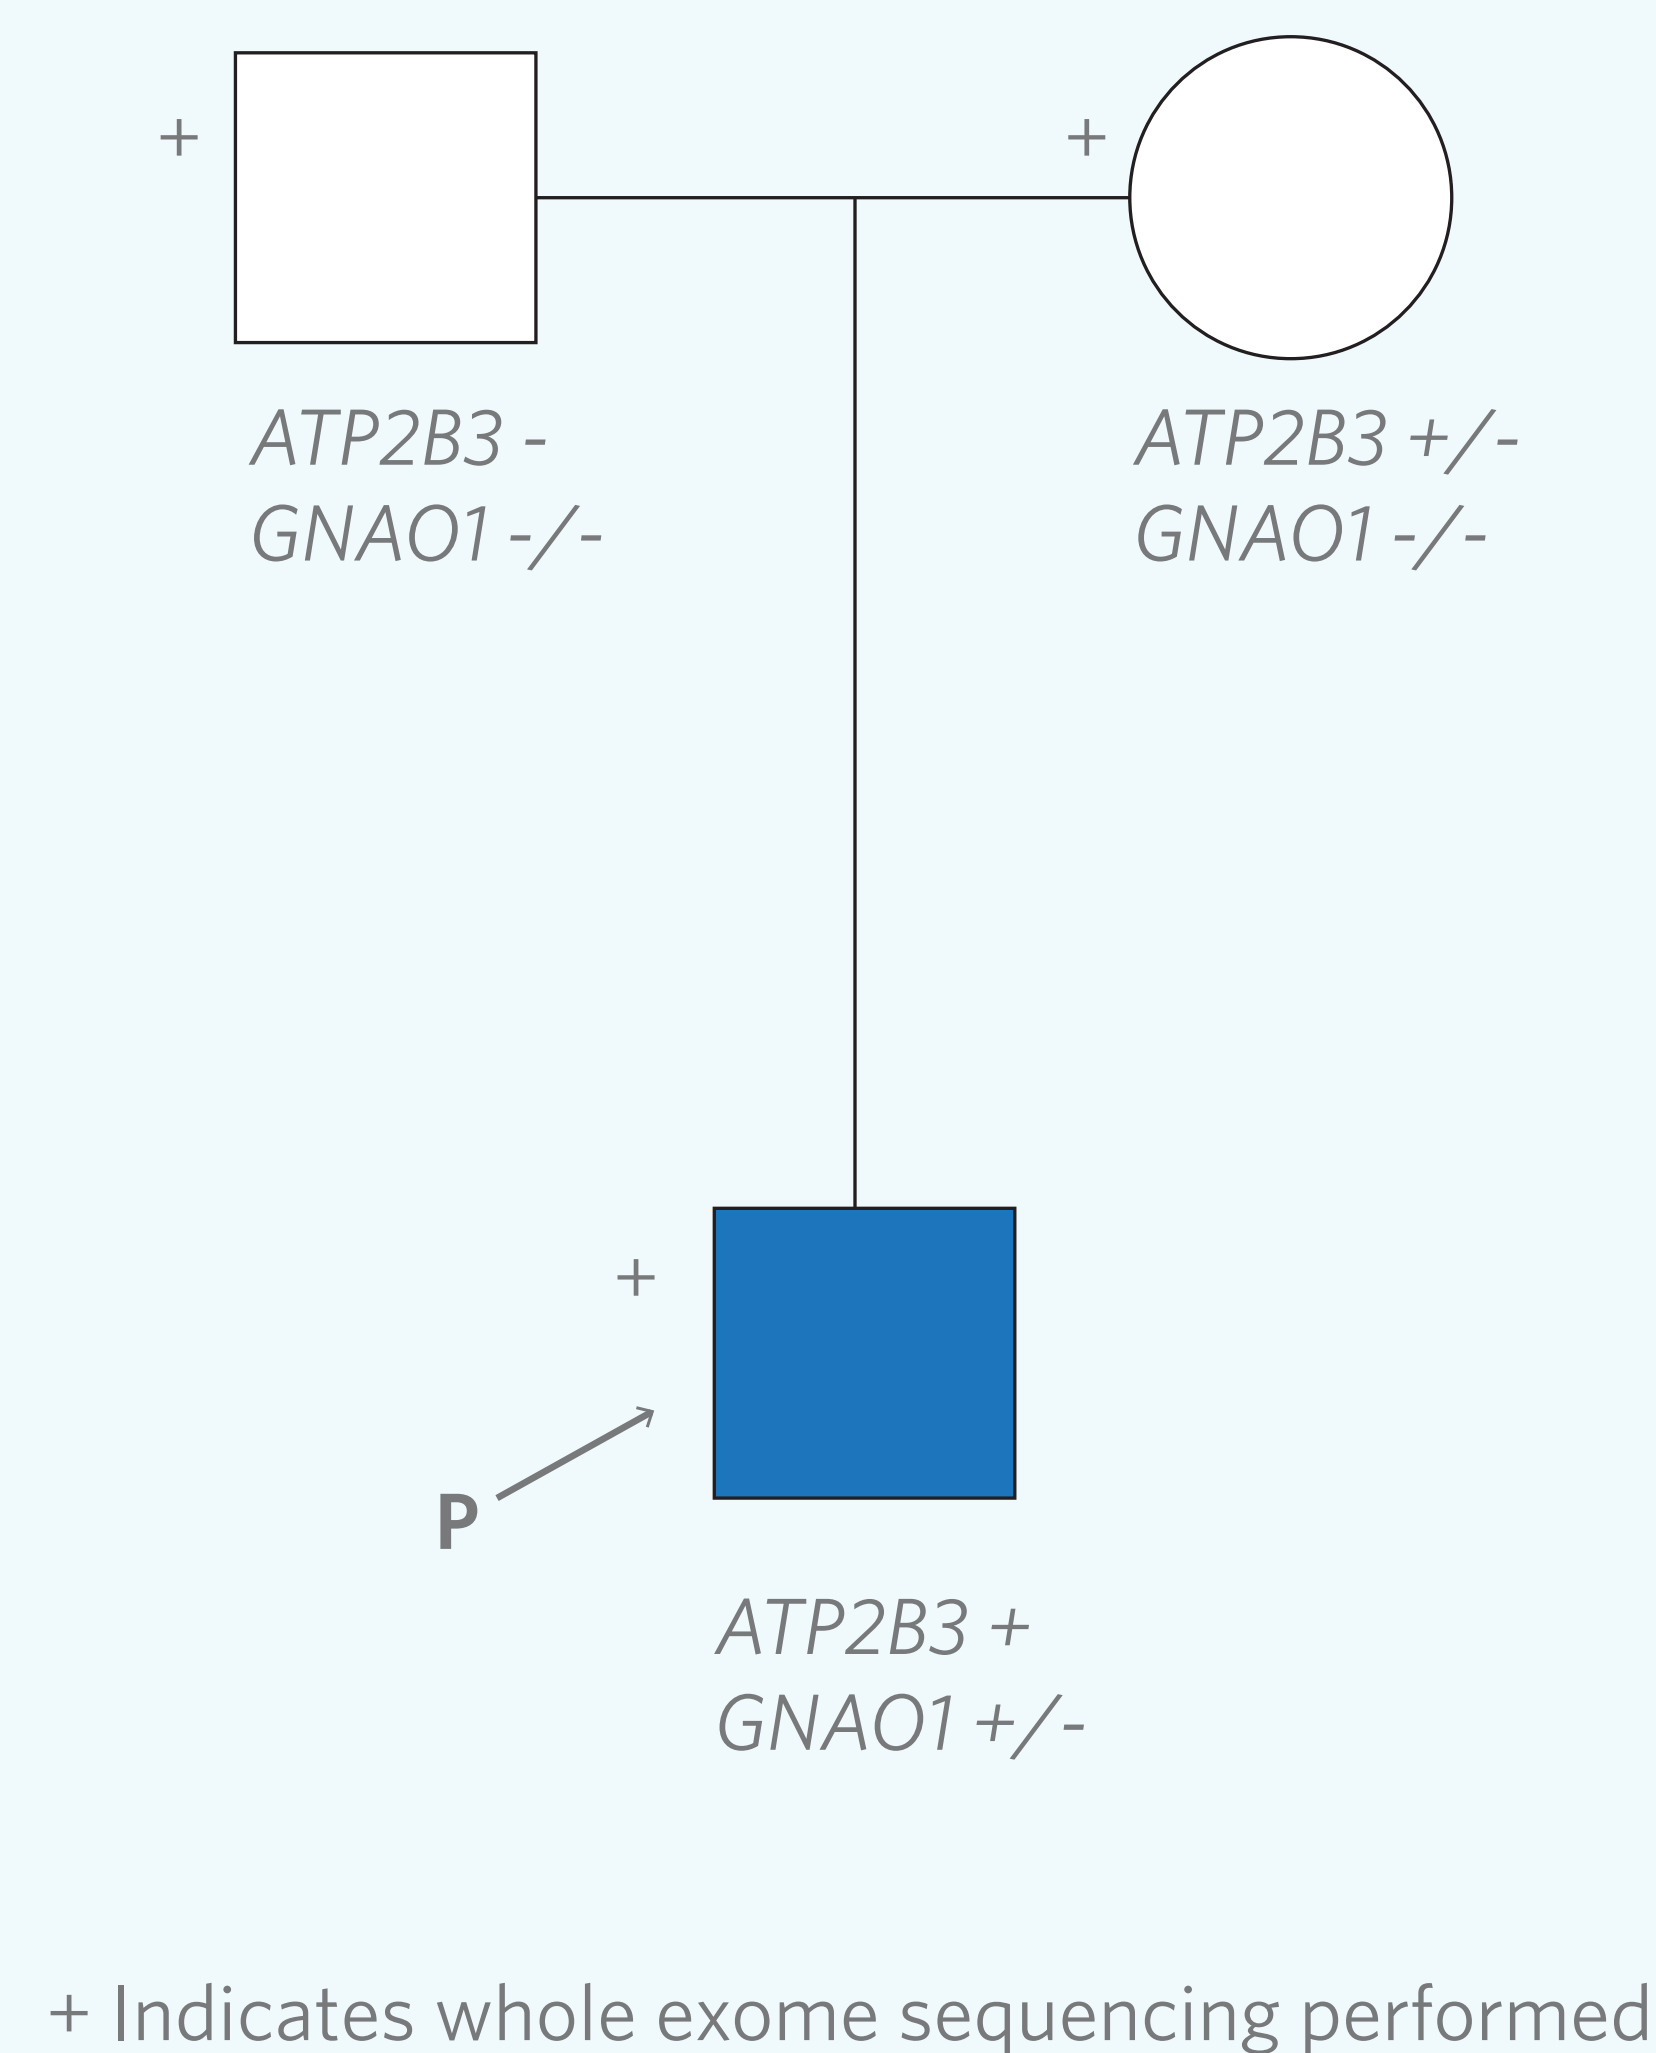 +
+
ATP2B3 -
GNAO1 -/-
ATP2B3 +/-
GNAO1 -/-
+
P
ATP2B3 +
GNAO1 +/-
+ Indicates whole exome sequencing performed